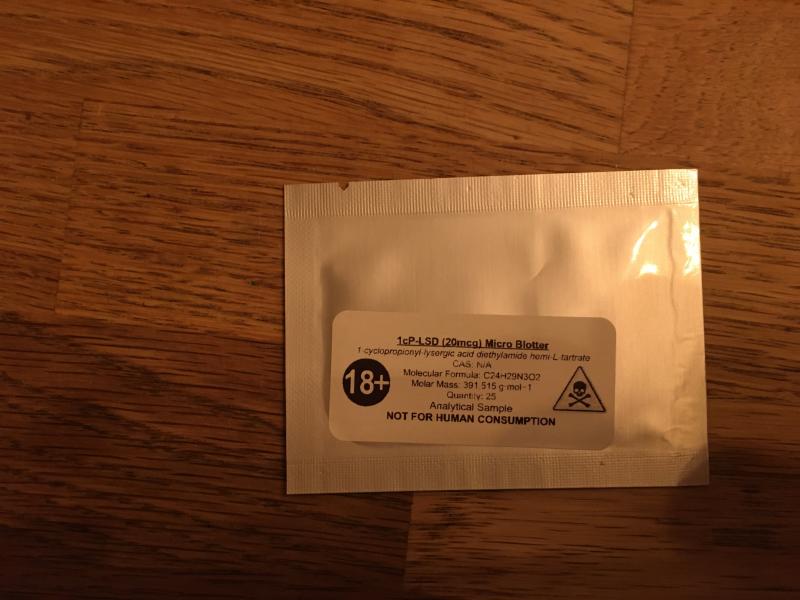 1cP-LSD (20mcg) Micro Blotter
1-cyclopropionyl-lysergic acid diethylamide hemi-L-tartrate
CAS: N/A
18+
Molecular Formula: C24H29N3O2
Molar Mass: 391.515 g·mol−1
Quantity: 25
Analytical Sample
NOT FOR HUMAN CONSUMPTION